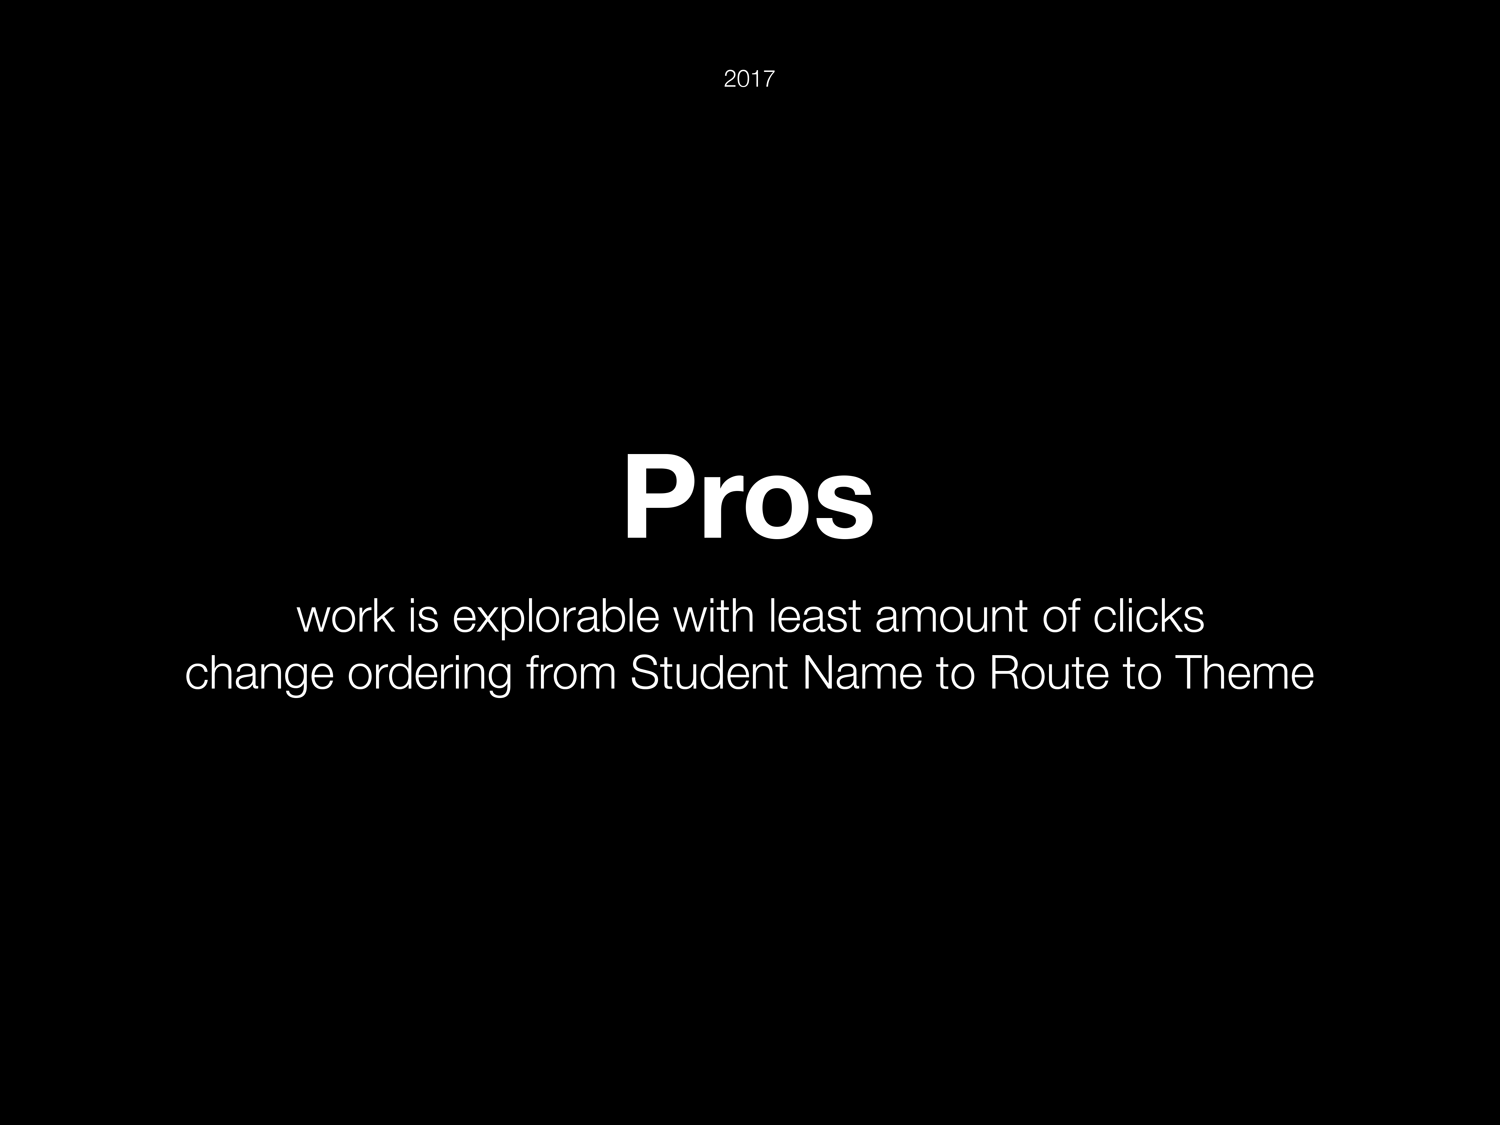 2017
Pros
work is explorable with least amount of clicks
change ordering from Student Name to Route to Theme